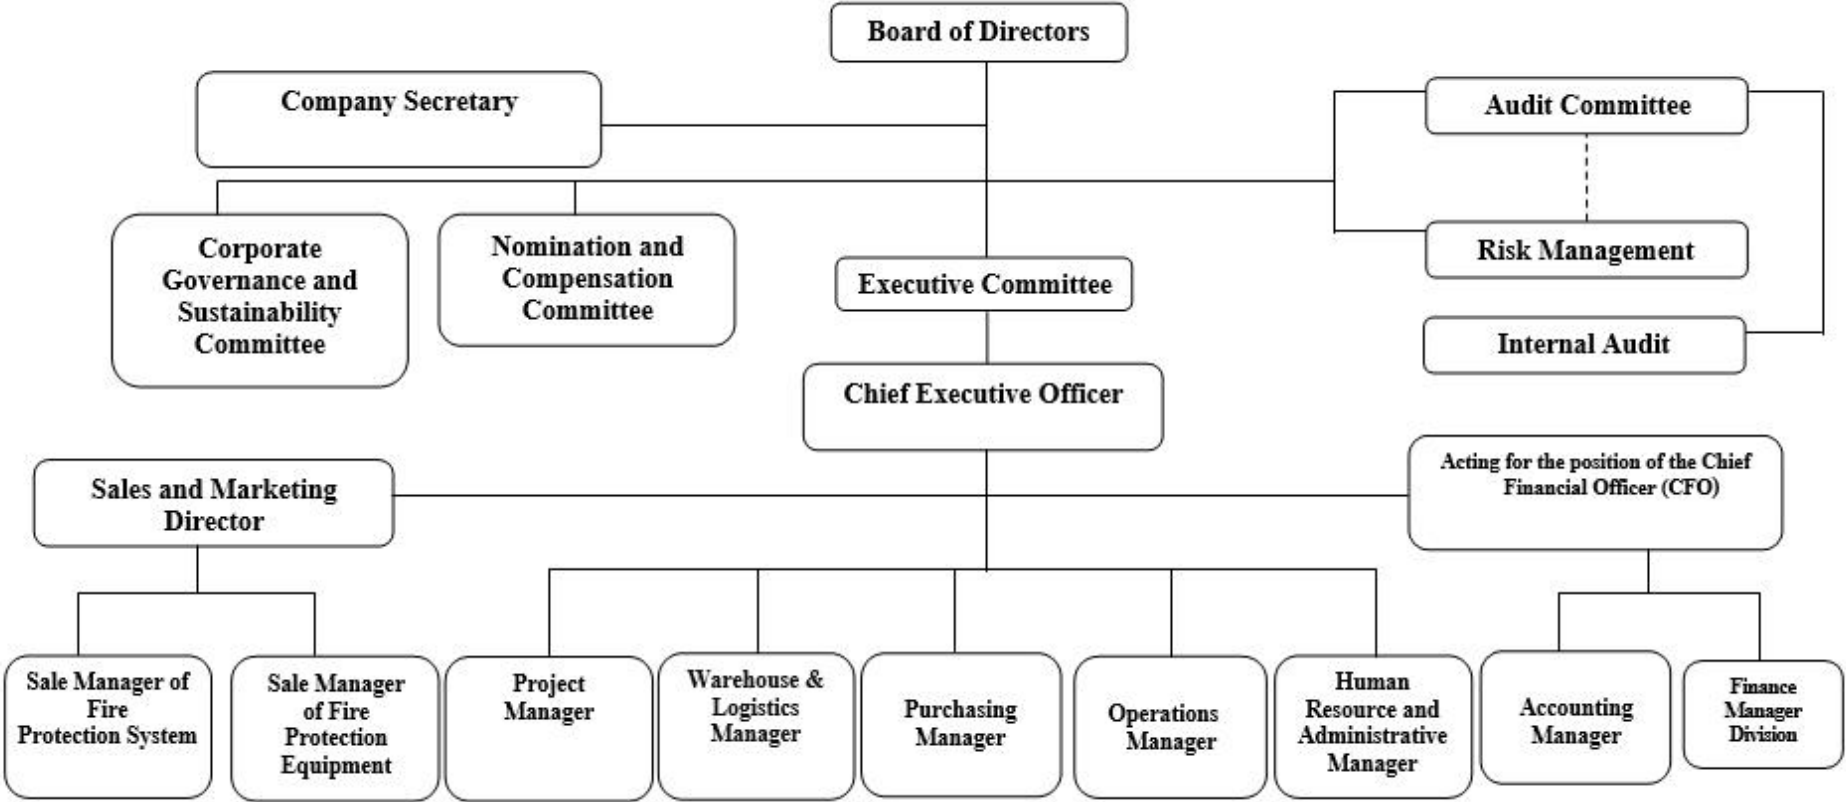 Board of Directors
Company Secretary
Audit Committee
Corporate
Governance and
Sustainability
Committee
Nomination and
Compensation
Committee
Executive Committee
Risk Management
Internal Audit
Chief Executive Officer
Sales and Marketing
Director
Acting for the position of the Chief
Financial Officer (CFO)
Sale Manager of
Fire
Protection System
Sale Manager
of Fire
Protection
Equipment
Project
Manager
Warehouse &
Logistics
Manager
Purchasing
Manager
Operations
Manager
Human
Resource and
Administrative
Manager
Accounting
Manager
Finance
Manager
Division